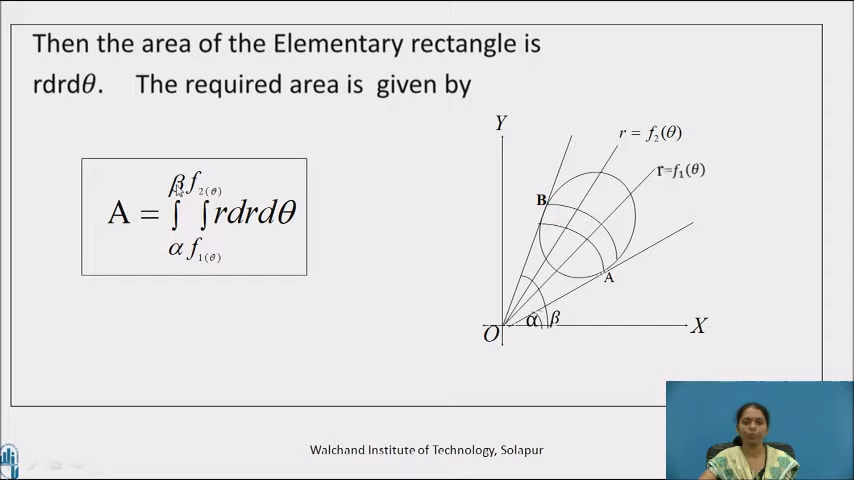 Then the area of the Elementary rectangle is
rdrdθ. The required area is given by
A = ∫_α^β ∫_{f₁(θ)}^{f₂(θ)} rdrdθ
Y
r = f₂(θ)
r=f₁(θ)
B
A
α β
O
X
Walchand Institute of Technology, Solapur